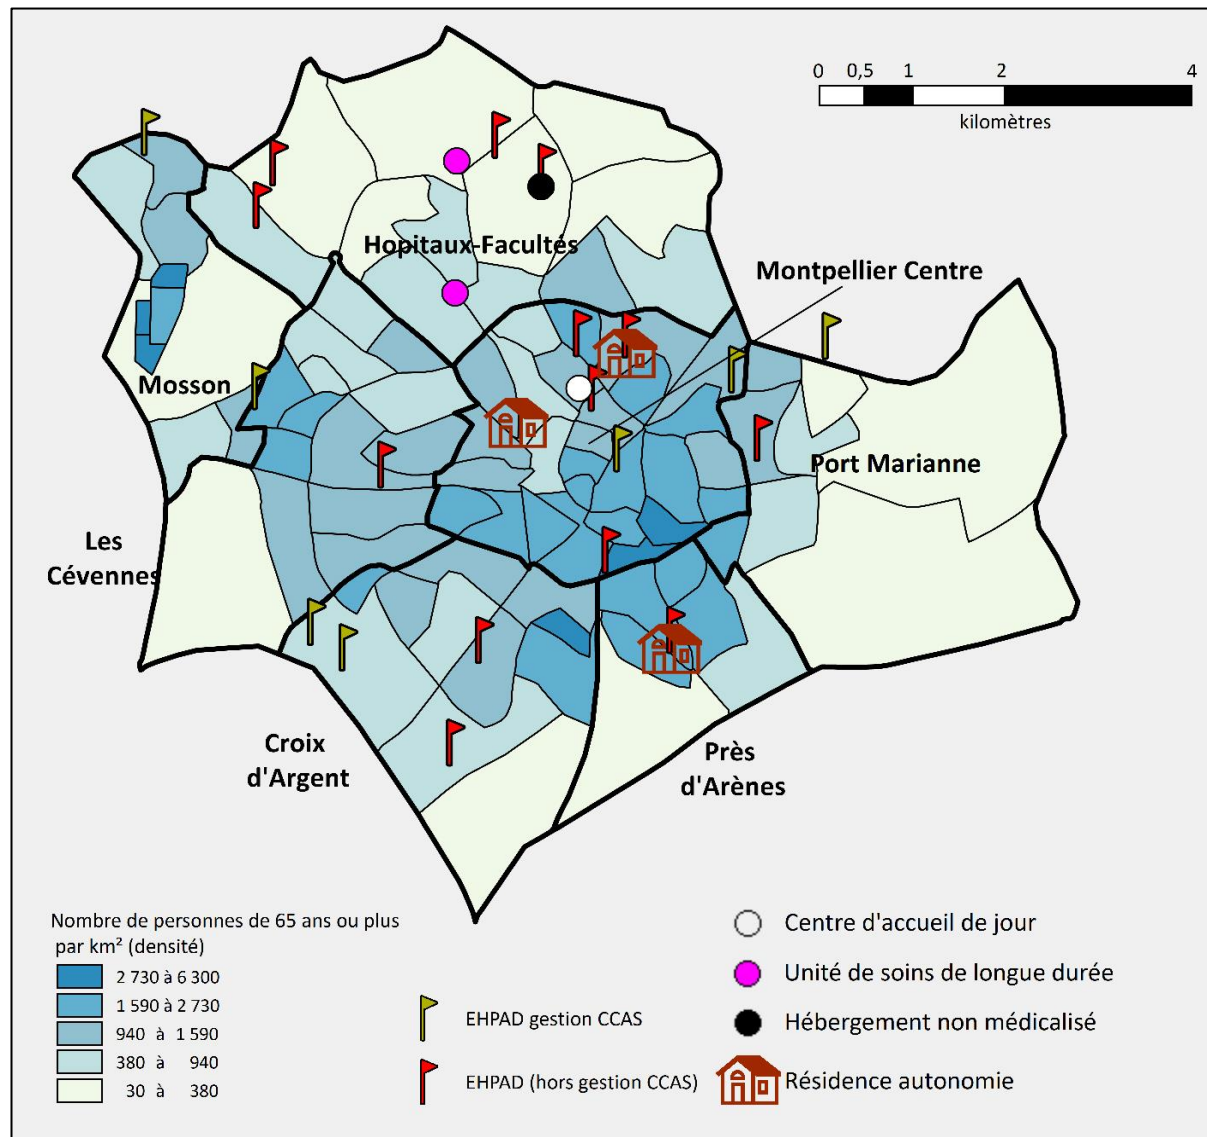 0 0,5 1 2 4
kilomètres
Hopitaux-Facultés
Montpellier Centre
Mosson
Port Marianne
Les
Cévennes
Croix
d'Argent
Près
d'Arènes
Nombre de personnes de 65 ans ou plus
par km² (densité)
2 730 à 6 300
1 590 à 2 730
940 à 1 590
380 à 940
30 à 380
EHPAD gestion CCAS
EHPAD (hors gestion CCAS)
Centre d'accueil de jour
Unité de soins de longue durée
Hébergement non médicalisé
Résidence autonomie